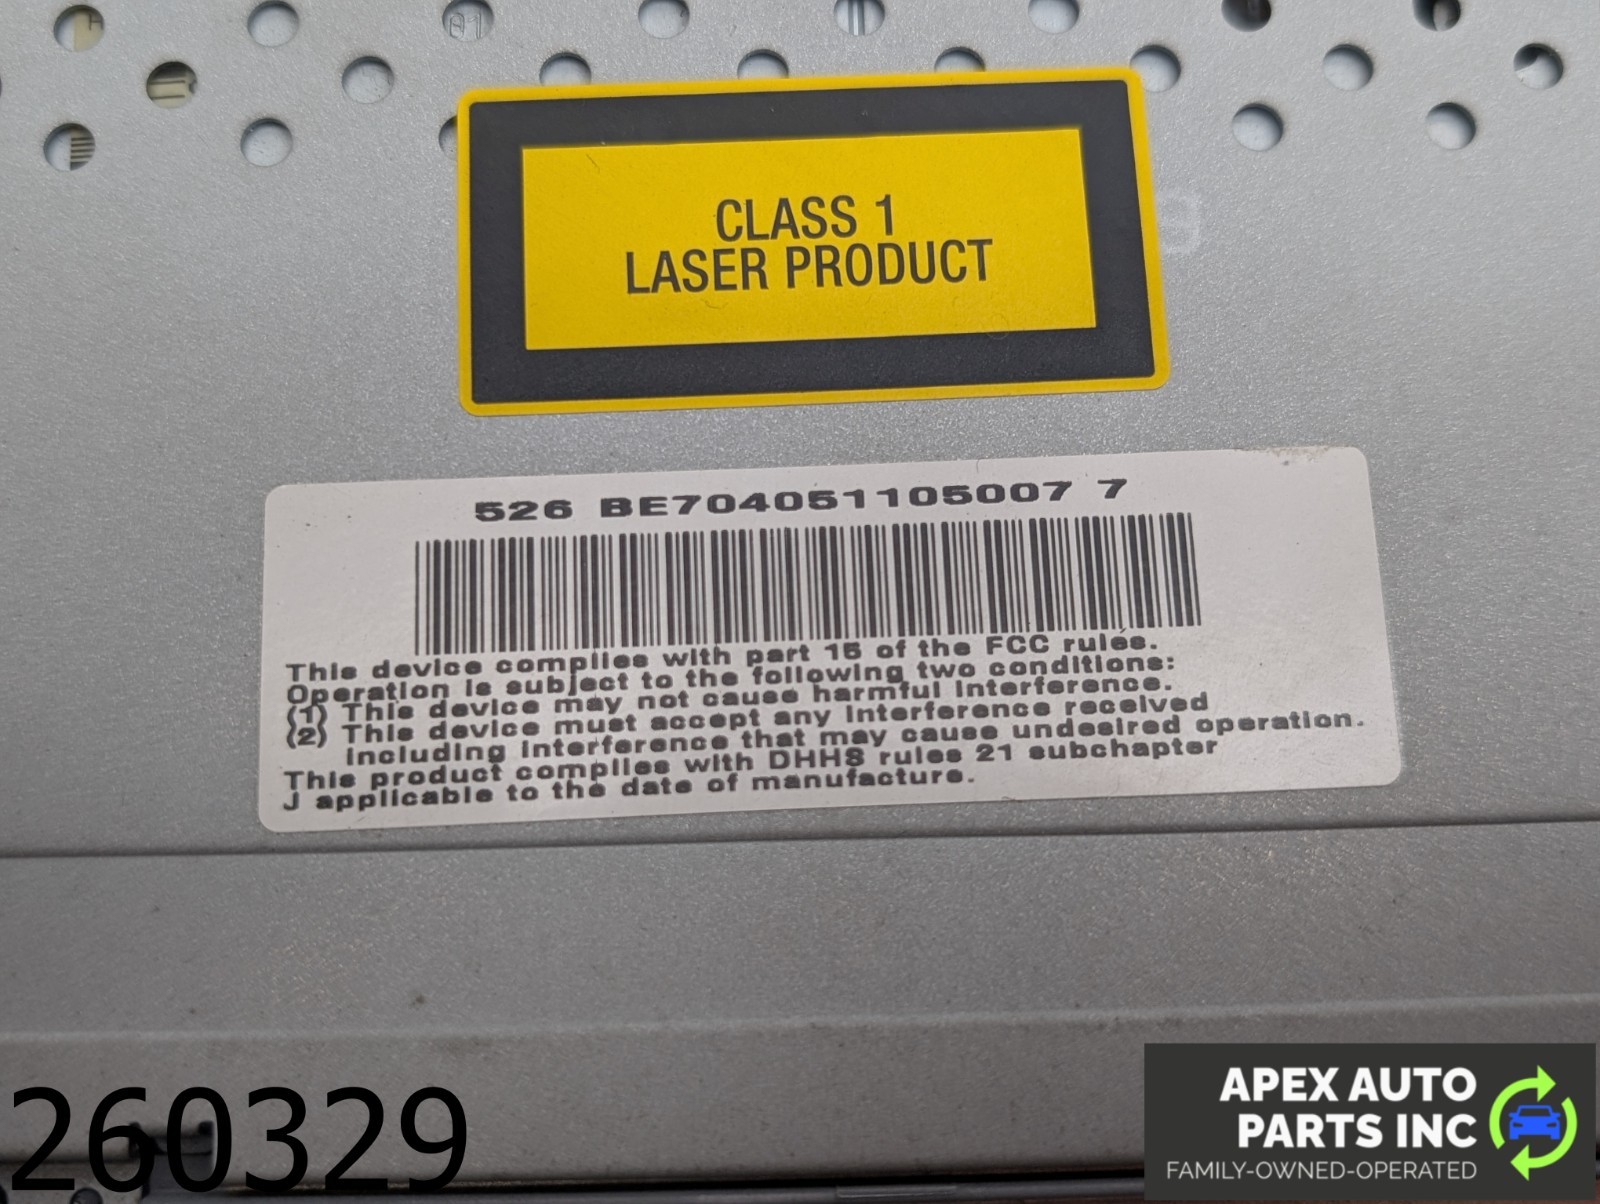 CLASS 1
LASER PRODUCT
526 BE704051105007 7
This device complies with part 15 of the FCC rules.
Operation is subject to the following two conditions:
(1) This device may not cause harmful interference.
(2) This device must accept any interference received
including interference that may cause undesired operation.
This product complies with DHHS rules 21 subchapter
J applicable to the date of manufacture.
260329
APEX AUTO
PARTS INC
FAMILY-OWNED-OPERATED